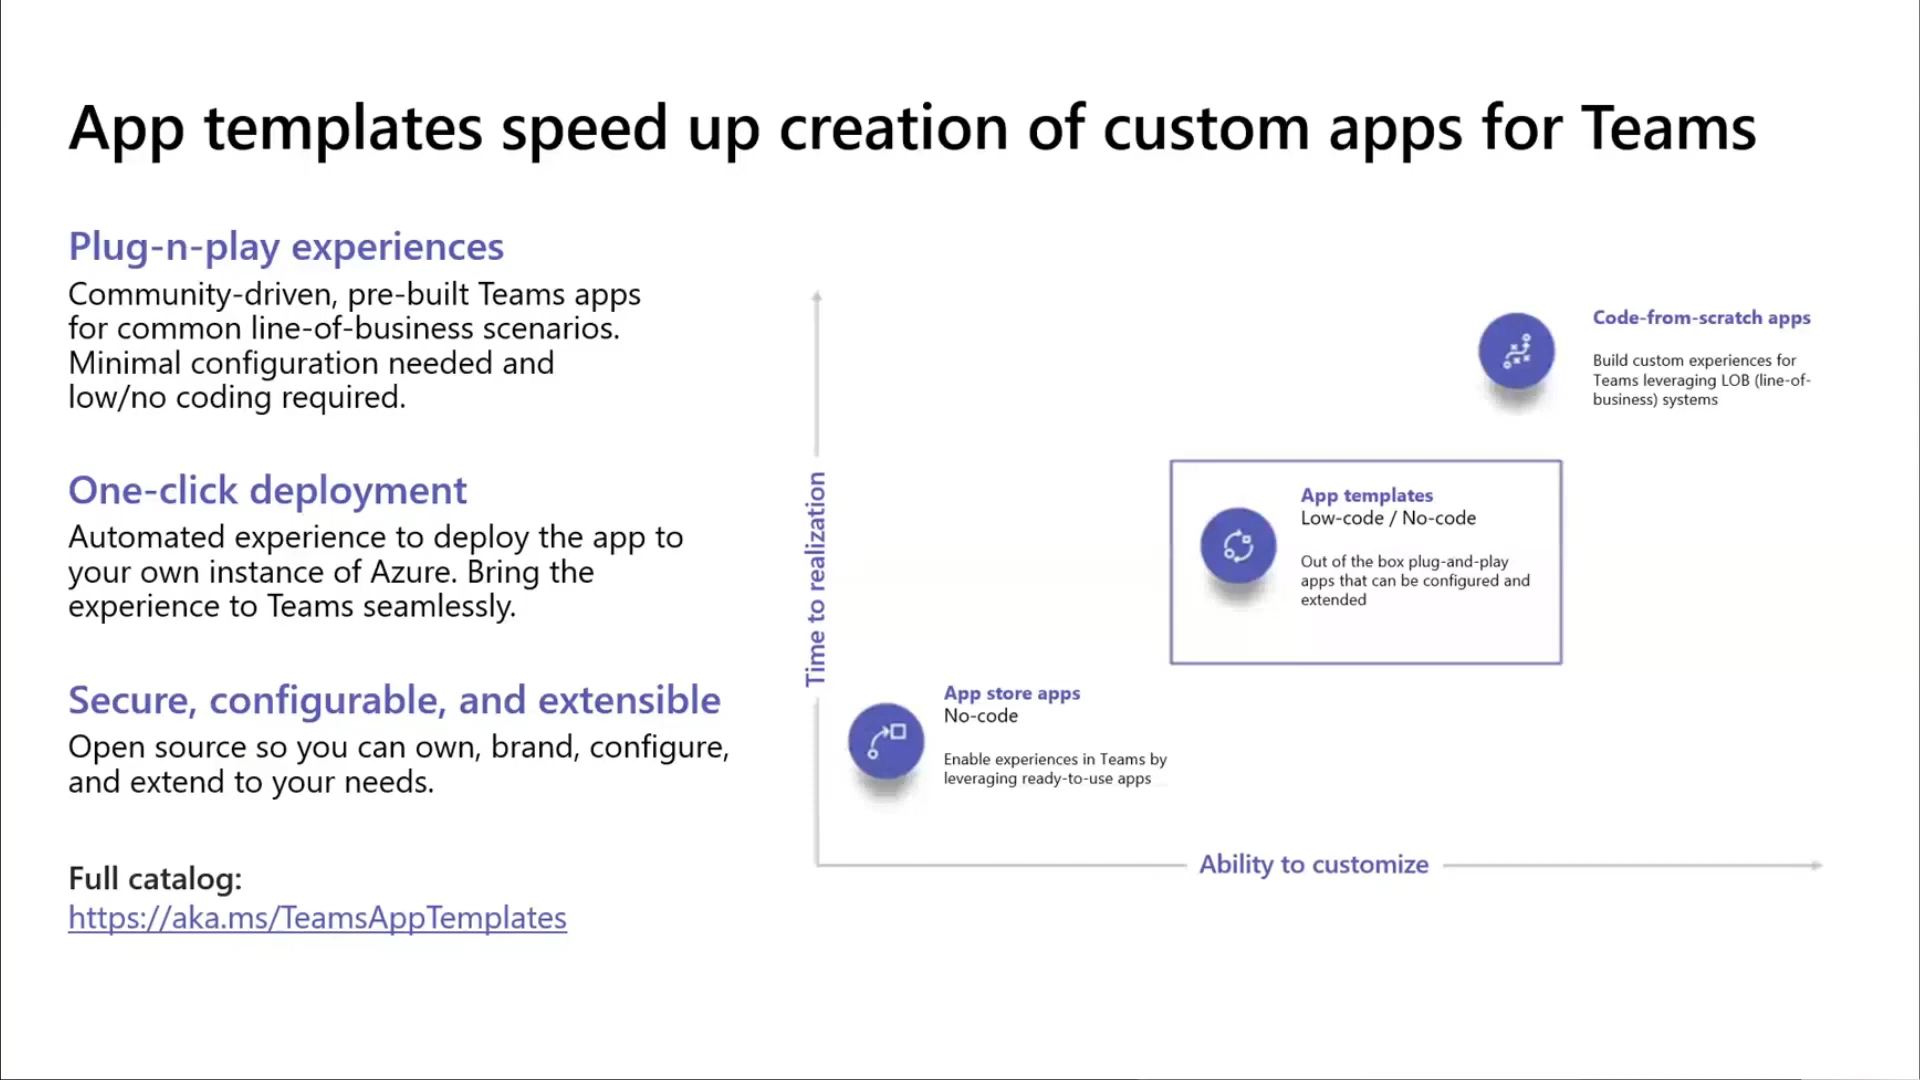 App templates speed up creation of custom apps for Teams
Plug-n-play experiences
Community-driven, pre-built Teams apps
for common line-of-business scenarios.
Minimal configuration needed and
low/no coding required.
One-click deployment
Automated experience to deploy the app to
your own instance of Azure. Bring the
experience to Teams seamlessly.
Secure, configurable, and extensible
Open source so you can own, brand, configure,
and extend to your needs.
Full catalog:
https://aka.ms/TeamsAppTemplates
Time to realization
Code-from-scratch apps
Build custom experiences for
Teams leveraging LOB (line-of-
business) systems
App templates
Low-code / No-code
Out of the box plug-and-play
apps that can be configured and
extended
App store apps
No-code
Enable experiences in Teams by
leveraging ready-to-use apps
Ability to customize